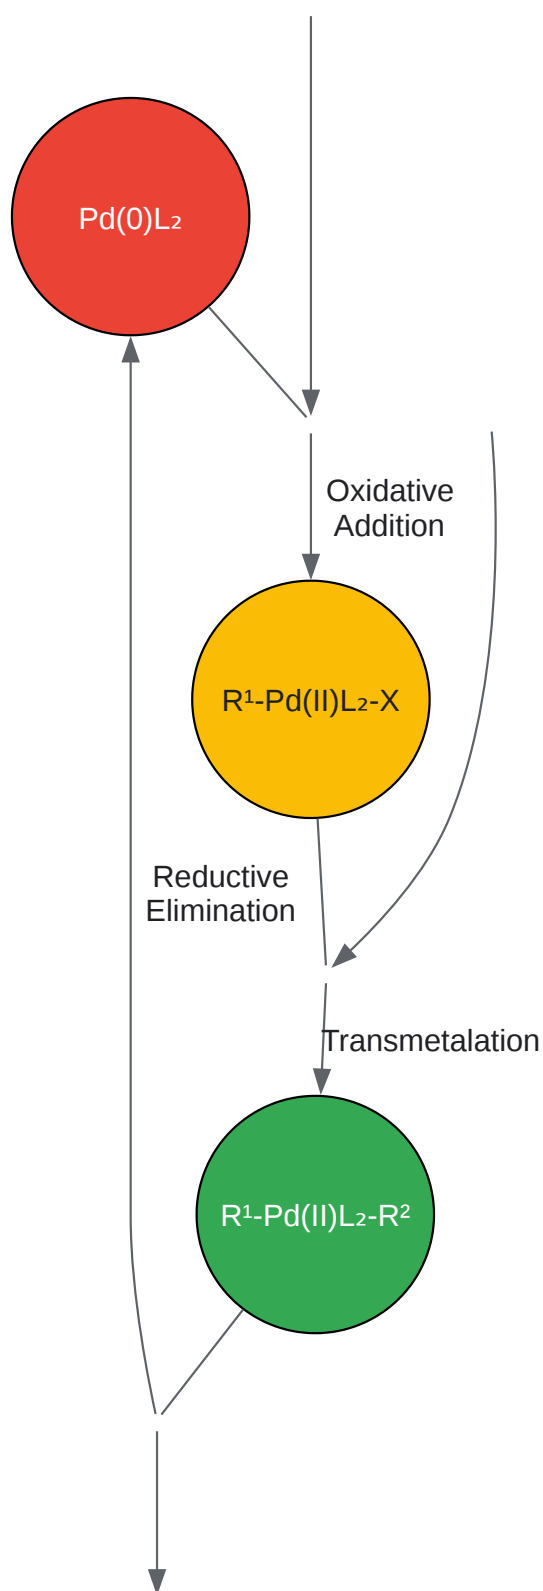 Pd(0)L₂
Oxidative
Addition
R¹-Pd(II)L₂-X
Reductive
Elimination
Transmetalation
R¹-Pd(II)L₂-R²